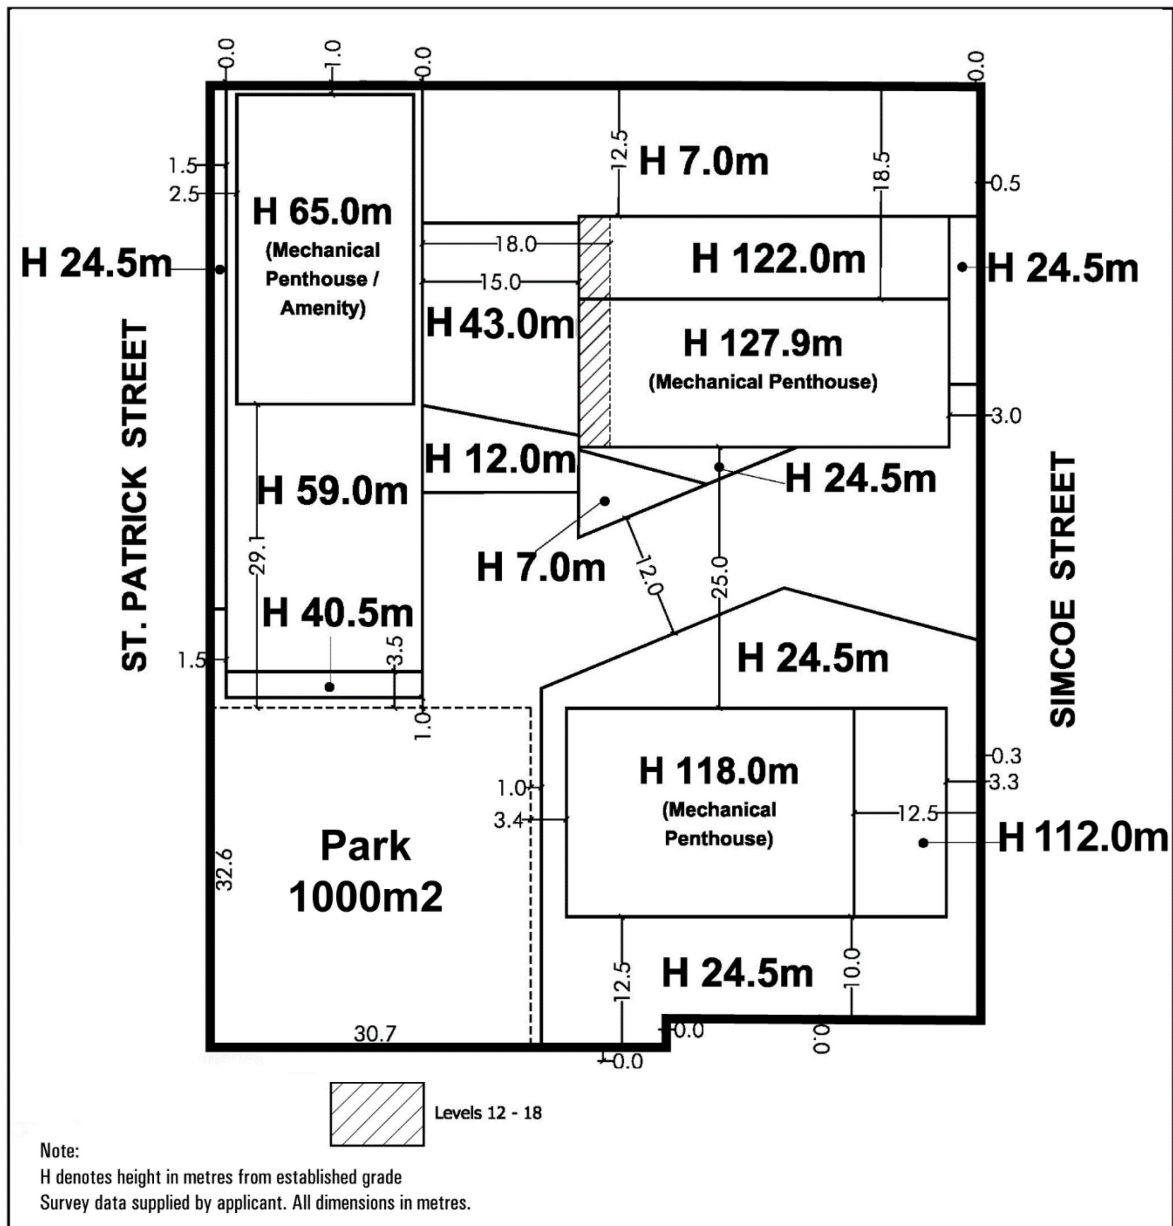 0.0
1.0
0.0
0.0
1.5
2.5
12.5
H 7.0m
18.5
0.5
H 65.0m
(Mechanical
Penthouse /
Amenity)
H 24.5m
18.0
15.0
H 43.0m
H 122.0m
H 24.5m
H 127.9m
(Mechanical Penthouse)
3.0
ST. PATRICK STREET
H 12.0m
H 24.5m
H 59.0m
H 7.0m
29.1
12.0
25.0
SIMCOE STREET
H 40.5m
3.5
1.5
H 24.5m
1.0
H 118.0m
(Mechanical
Penthouse)
0.3
3.3
1.0
3.4
12.5
H 112.0m
Park
1000m2
32.6
H 24.5m
12.5
10.0
30.7
0.0
0.0
0.0
Levels 12 - 18
Note:
H denotes height in metres from established grade
Survey data supplied by applicant. All dimensions in metres.